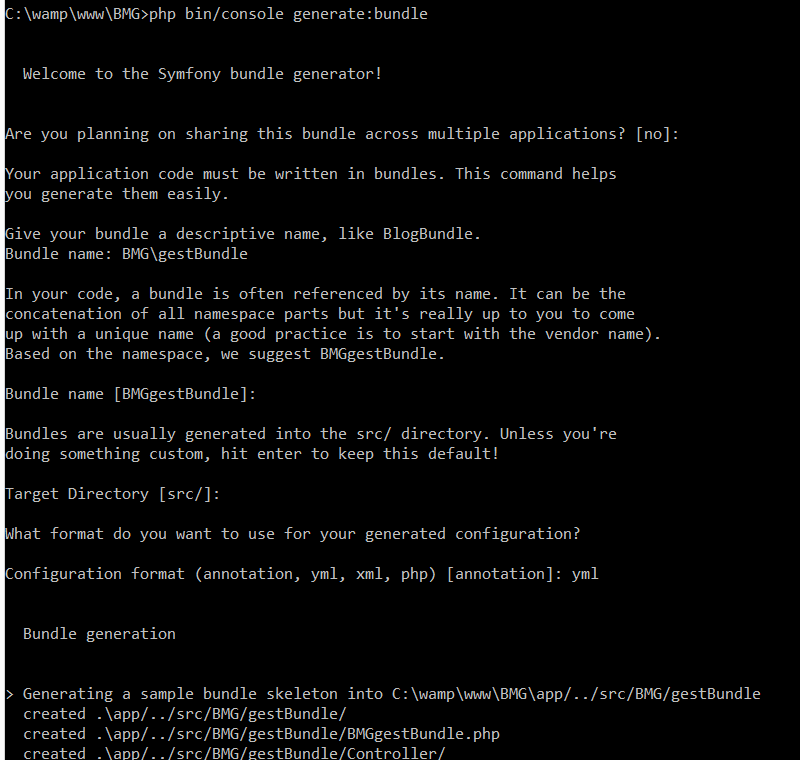 C:\wamp\www\BMG>php bin/console generate:bundle
Welcome to the Symfony bundle generator!
Are you planning on sharing this bundle across multiple applications? [no]:
Your application code must be written in bundles. This command helps
you generate them easily.
Give your bundle a descriptive name, like BlogBundle.
Bundle name: BMG\gestBundle
In your code, a bundle is often referenced by its name. It can be the
concatenation of all namespace parts but it's really up to you to come
up with a unique name (a good practice is to start with the vendor name).
Based on the namespace, we suggest BMGgestBundle.
Bundle name [BMGgestBundle]:
Bundles are usually generated into the src/ directory. Unless you're
doing something custom, hit enter to keep this default!
Target Directory [src/]:
What format do you want to use for your generated configuration?
Configuration format (annotation, yml, xml, php) [annotation]: yml
Bundle generation
> Generating a sample bundle skeleton into C:\wamp\www\BMG\app/../src/BMG/gestBundle
created .\app/../src/BMG/gestBundle/
created .\app/../src/BMG/gestBundle/BMGgestBundle.php
created .\app/../src/BMG/gestBundle/Controller/